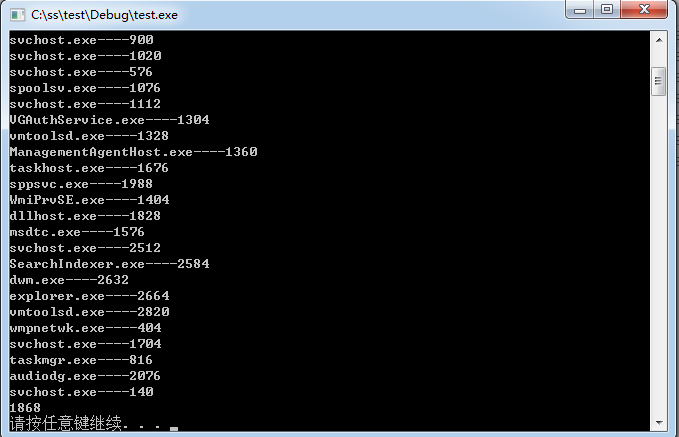 C:\ss\test\Debug\test.exe
svchost.exe----900
svchost.exe----1020
svchost.exe----576
spoolsv.exe----1076
svchost.exe----1112
VGAuthService.exe----1304
vmtoolsd.exe----1328
ManagementAgentHost.exe----1360
taskhost.exe----1676
sppsvc.exe----1988
WmiPrvSE.exe----1404
dllhost.exe----1828
msdtc.exe----1576
svchost.exe----2512
SearchIndexer.exe----2584
dwm.exe----2632
explorer.exe----2664
vmtoolsd.exe----2820
wmpnetwk.exe----404
svchost.exe----1704
taskmgr.exe----816
audiodg.exe----2076
svchost.exe----140
1868
请按任意键继续. . .